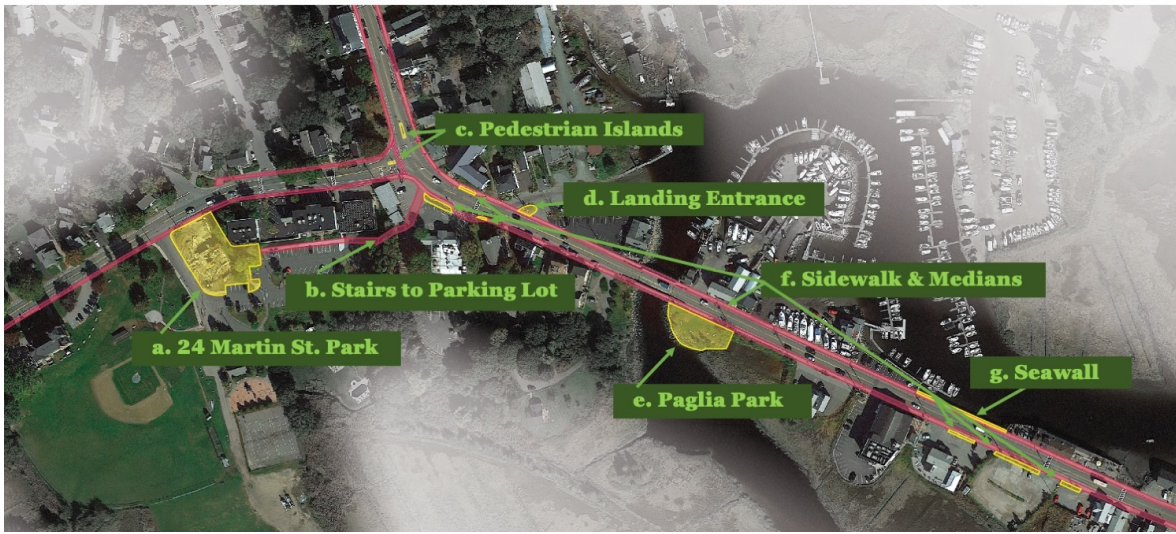 c. Pedestrian Islands
d. Landing Entrance
f. Sidewalk & Medians
b. Stairs to Parking Lot
a. 24 Martin St. Park
g. Seawall
e. Paglia Park